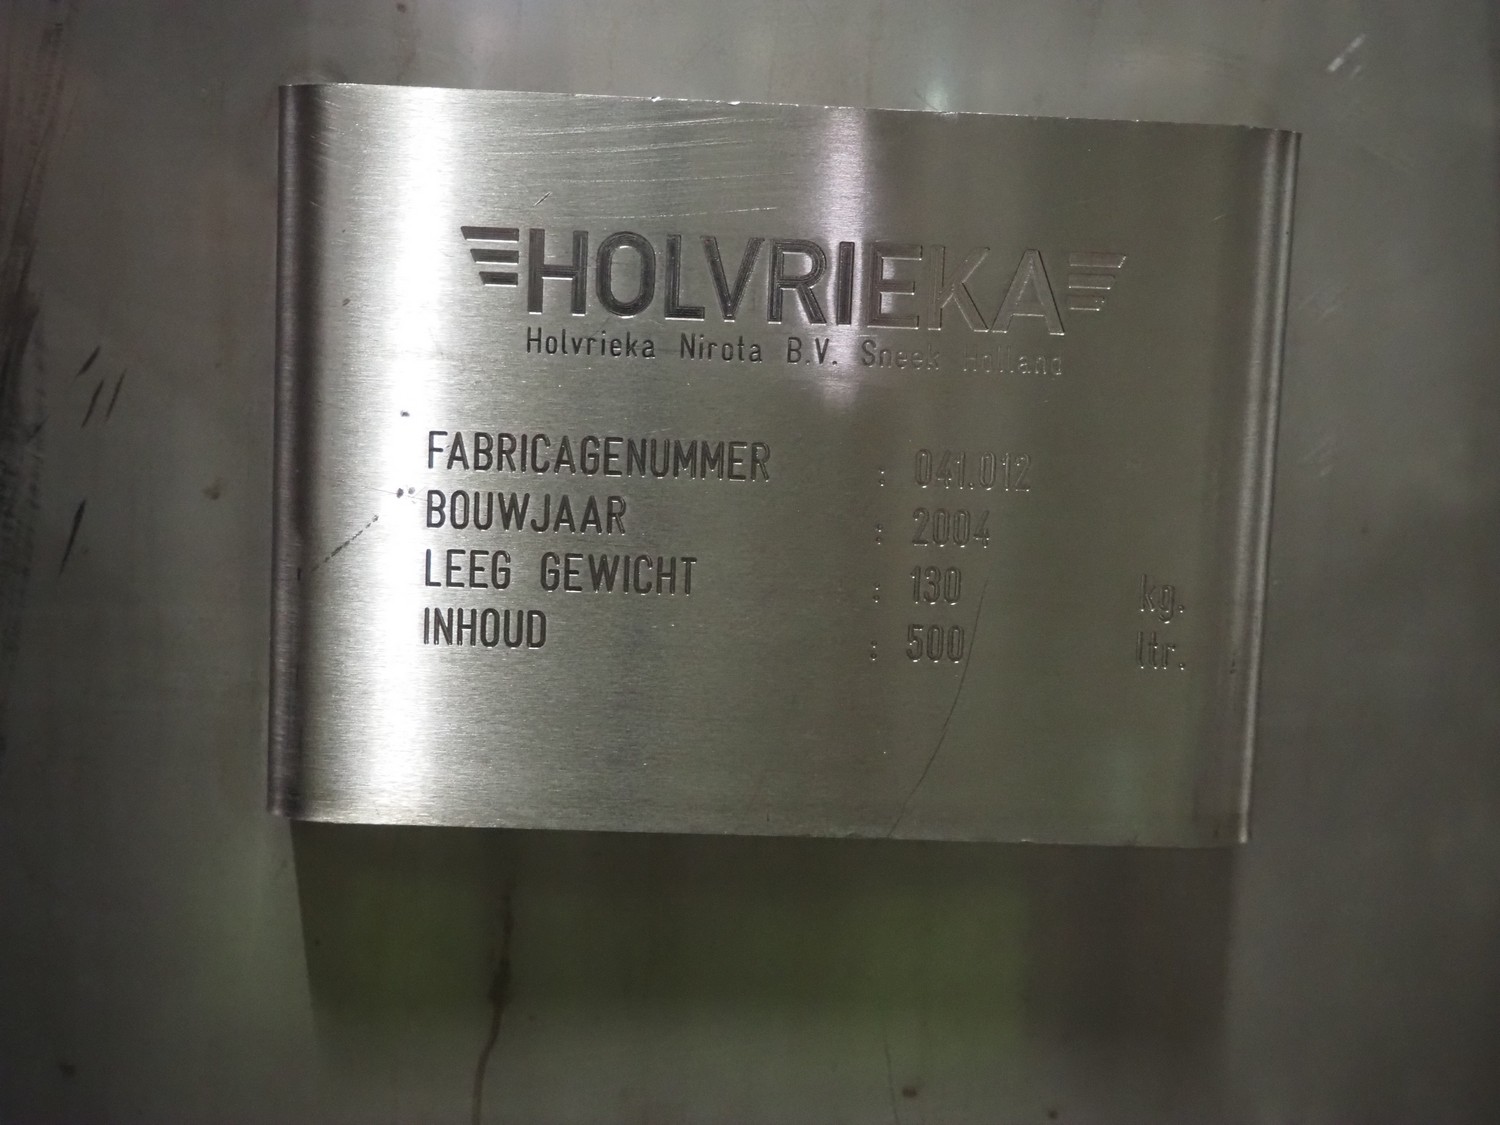 HOLVRIEKA
Holvrieka Nirota B.V. Sneek Holland
FABRICAGENUMMER : 041.012
BOUWJAAR : 2004
LEEG GEWICHT : 130 kg.
INHOUD : 500 ltr.